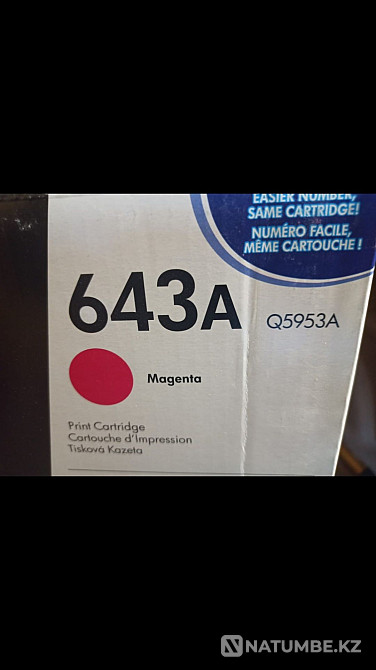 EASIER NUMBER,
SAME CARTRIDGE!
NUMÉRO FACILE,
MÊME CARTOUCHE !
643A Q5953A
Magenta
Print Cartridge
Cartouche d'Impression
Tisková Kazeta
NATUMBE.KZ